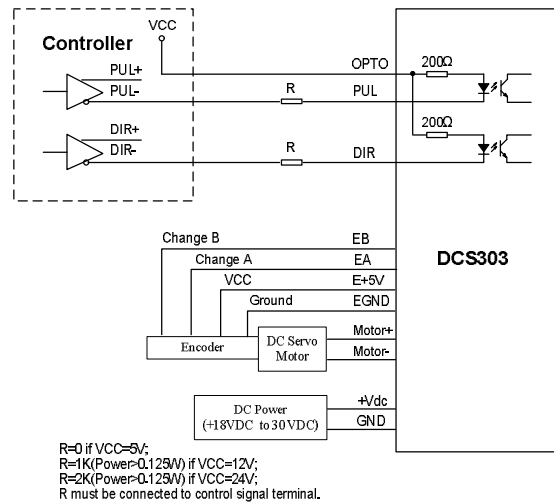 VCC
Controller
OPTO
200Ω
PUL+
PUL-
R
PUL
200Ω
DIR+
DIR-
R
DIR
DCS303
Change B
EB
Change A
EA
VCC
E+5V
Ground
EGND
Encoder
DC Servo
Motor
Motor+
Motor-
DC Power
(+18VDC to 30VDC)
+Vdc
GND
R=0 if VCC=5V;
R=1K(Power>0.125W) if VCC=12V;
R=2K(Power>0.125W) if VCC=24V;
R must be connected to control signal terminal.